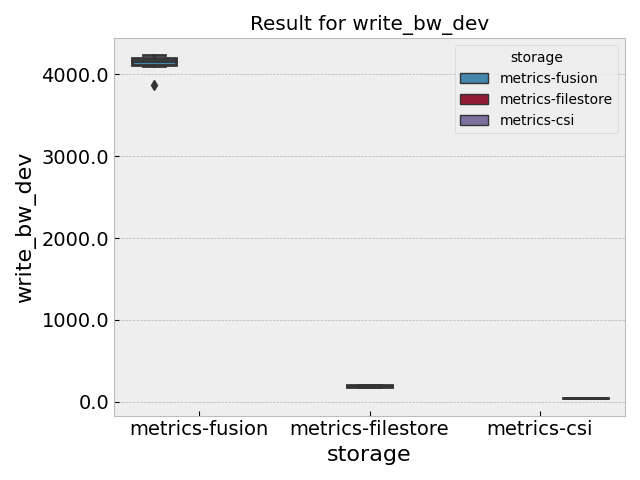 Result for write_bw_dev
storage
metrics-fusion
metrics-filestore
metrics-csi
write_bw_dev
4000.0
3000.0
2000.0
1000.0
0.0
metrics-fusion metrics-filestore metrics-csi
storage